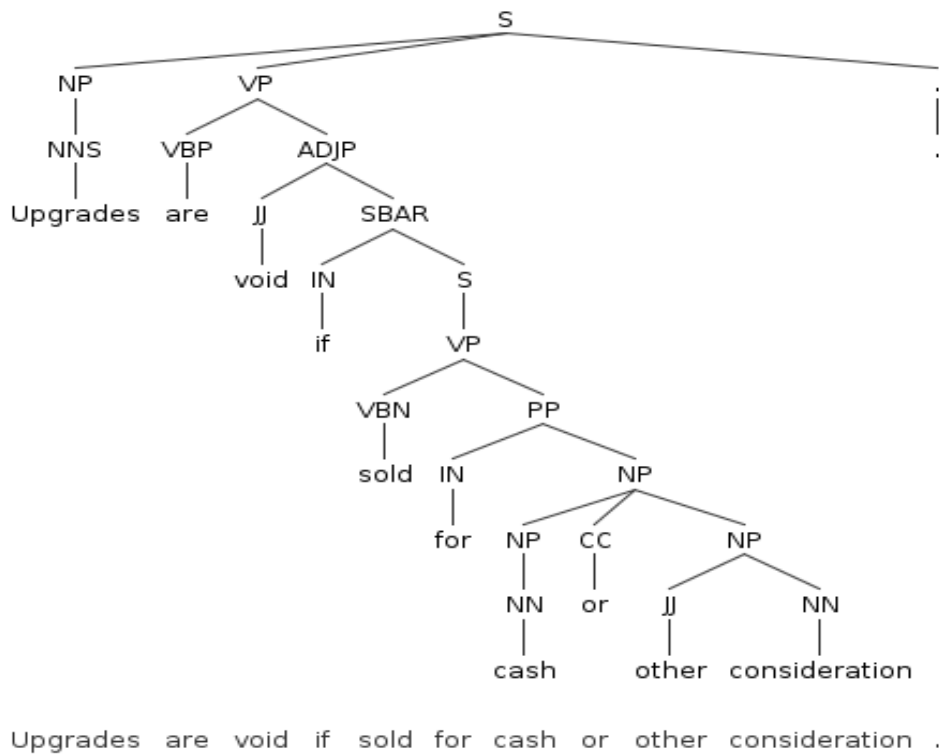 S
NP VP .
NNS VBP ADJP .
Upgrades are JJ SBAR
void IN S
if VP
VBN PP
sold IN NP
for NP CC NP
NN or JJ NN
cash other consideration
Upgrades are void if sold for cash or other consideration .